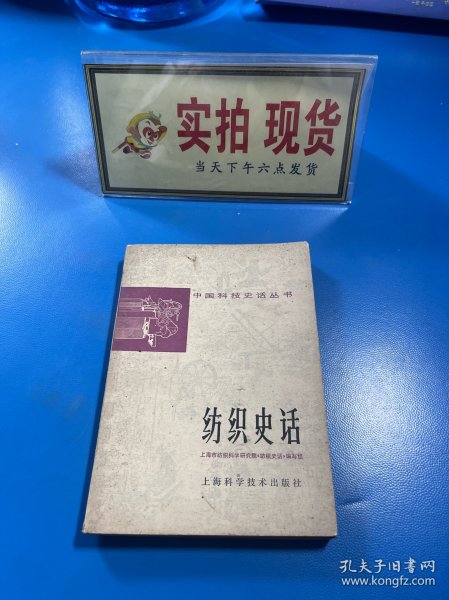 实拍 现货
当天下午六点发货
中国科技史话丛书
纺织史话
上海市纺织科学研究院《纺织史话》编写组
上海科学技术出版社
孔夫子旧书网
www.kongfz.com